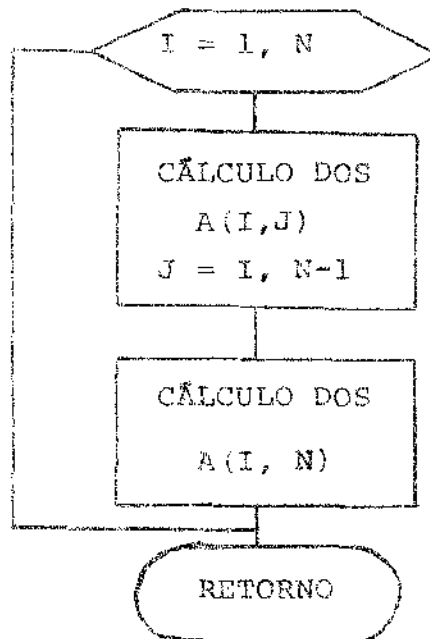 I = 1, N
CÁLCULO DOS
A(I,J)
J = I, N-1
CÁLCULO DOS
A(I, N)
RETORNO